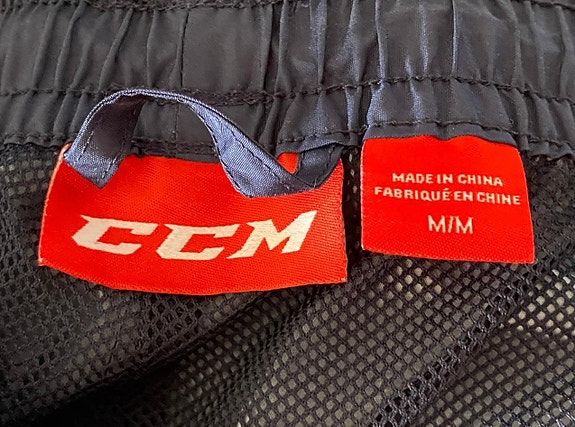 CCM
MADE IN CHINA
FABRIQUÉ EN CHINE
M/M